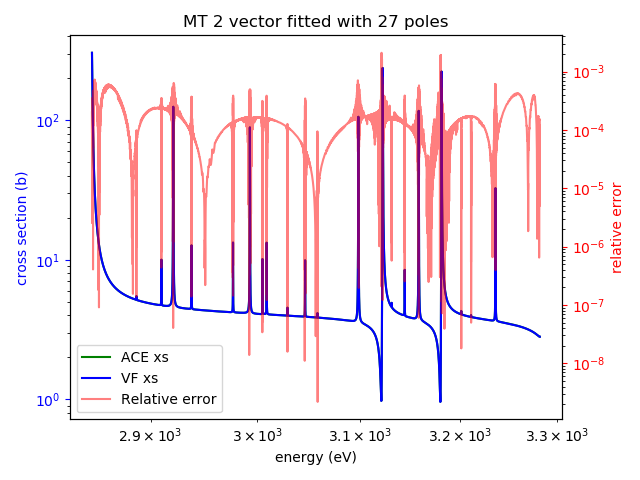 MT 2 vector fitted with 27 poles
cross section (b)
10²
10¹
10⁰
10⁻³
10⁻⁴
10⁻⁵
10⁻⁶
10⁻⁷
10⁻⁸
relative error
ACE xs
VF xs
Relative error
2.9 × 10³ 3 × 10³ 3.1 × 10³ 3.2 × 10³ 3.3 × 10³
energy (eV)